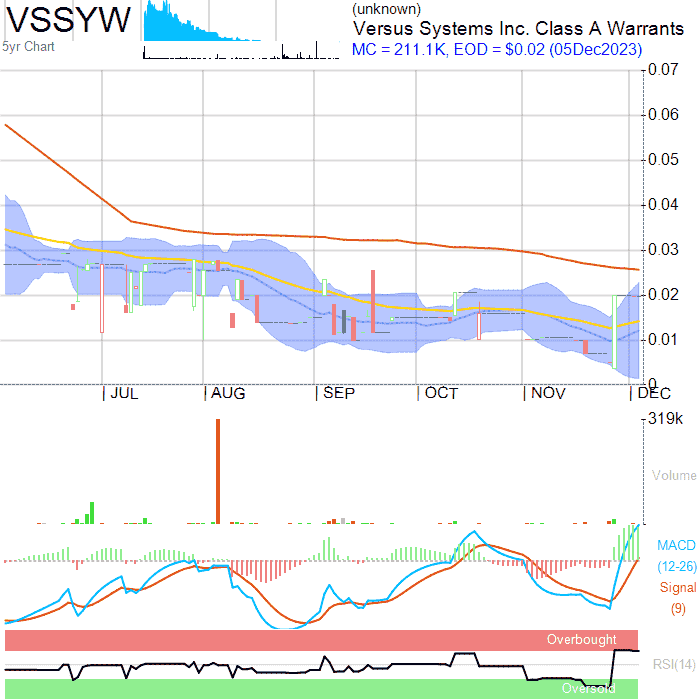 VSSYW
(unknown)
Versus Systems Inc. Class A Warrants
5yr Chart
MC = 211.1K, EOD = $0.02 (05Dec2023)
0.07
0.06
0.05
0.04
0.03
0.02
0.01
0
JUL
AUG
SEP
OCT
NOV
DEC
319k
Volume
MACD
(12-26)
Signal
(9)
Overbought
RSI(14)
Oversold